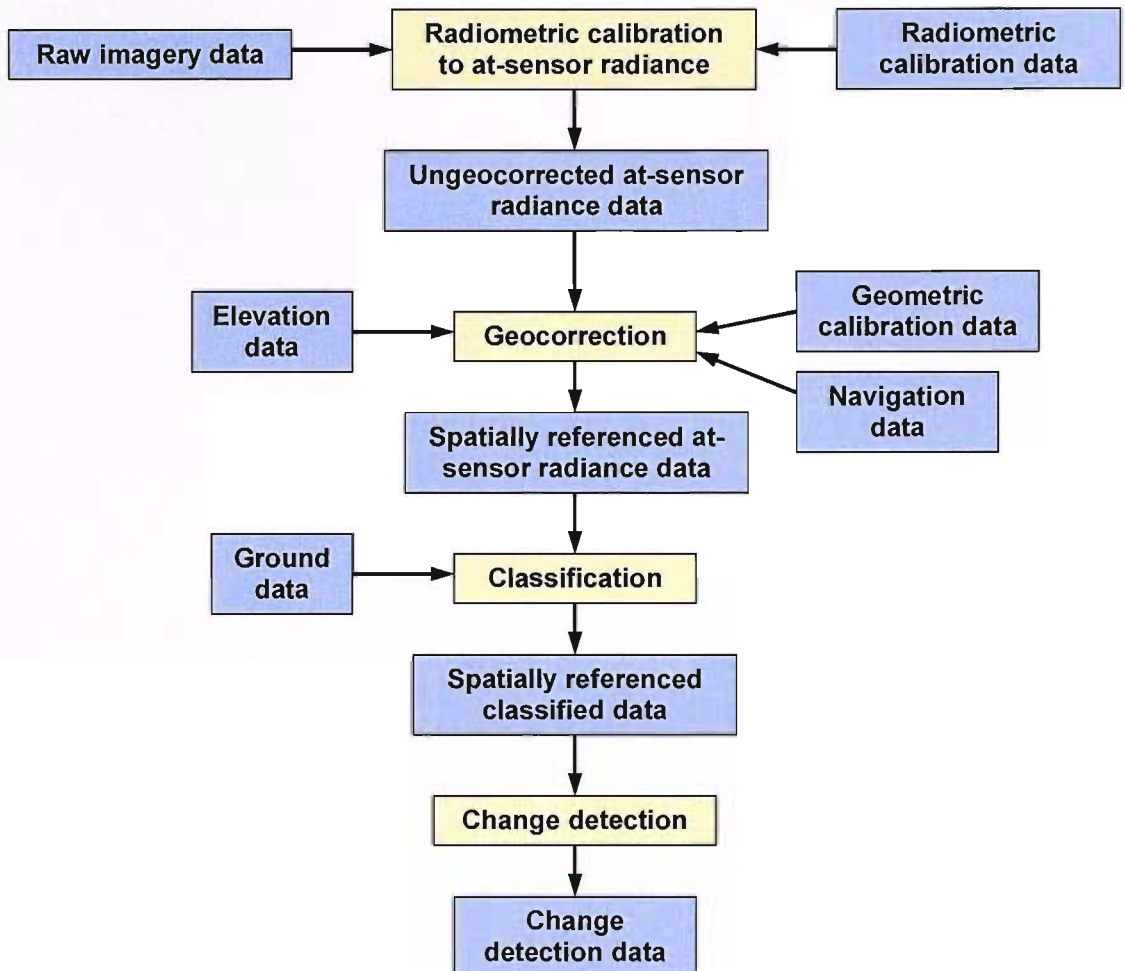 Raw imagery data
Radiometric calibration
to at-sensor radiance
Radiometric
calibration data
Ungeocorrected at-sensor
radiance data
Elevation
data
Geocorrection
Geometric
calibration data
Navigation
data
Spatially referenced at-
sensor radiance data
Ground
data
Classification
Spatially referenced
classified data
Change detection
Change
detection data